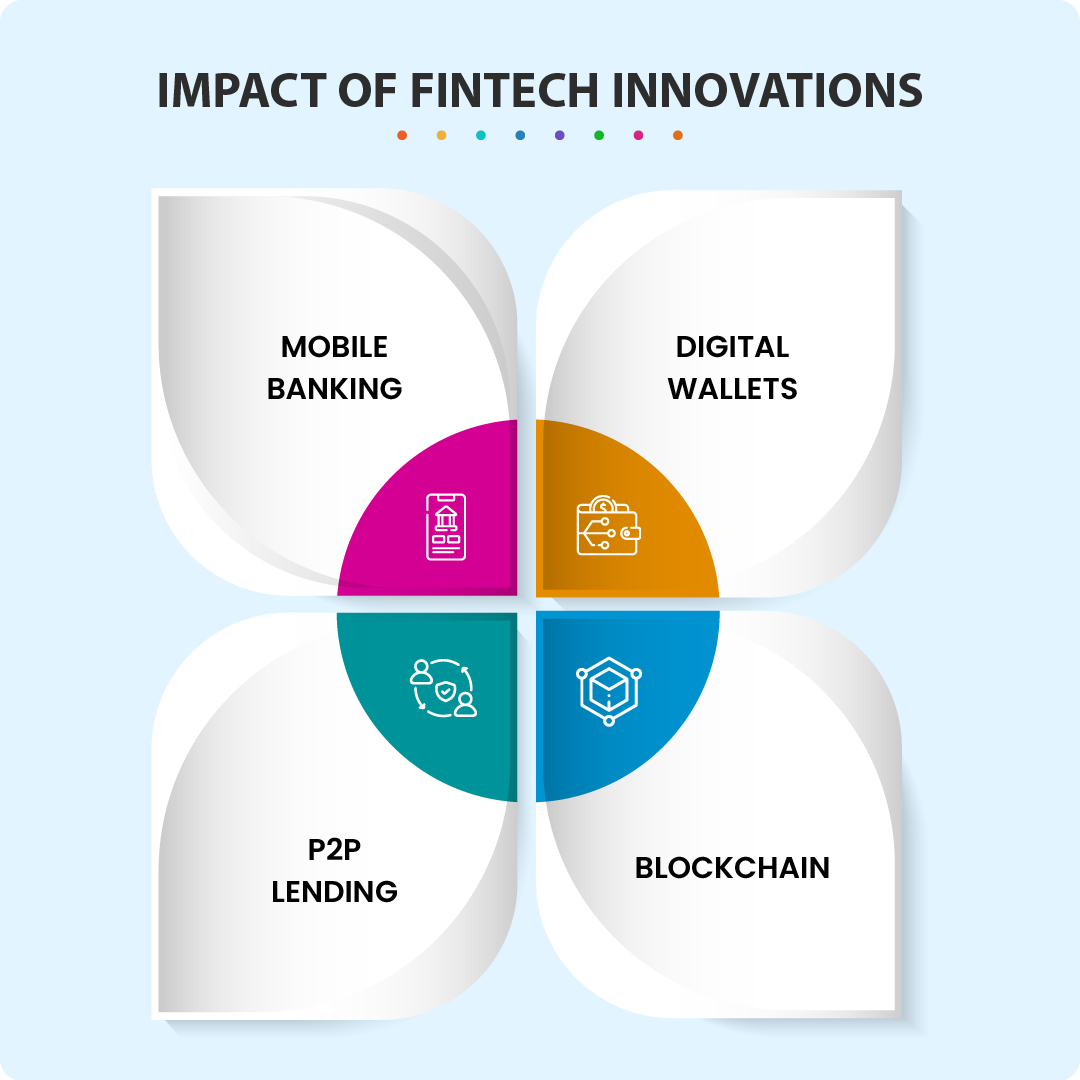 IMPACT OF FINTECH INNOVATIONS
MOBILE
BANKING
DIGITAL
WALLETS
$
P2P
LENDING
BLOCKCHAIN